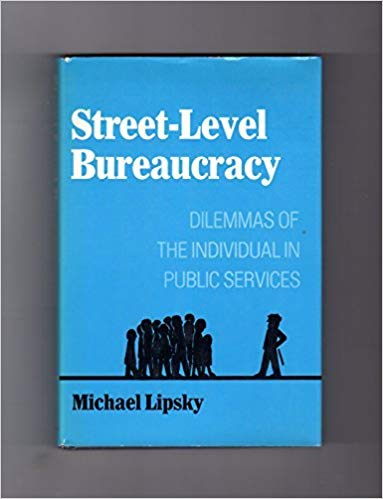 Street-Level
Bureaucracy
DILEMMAS OF
THE INDIVIDUAL IN
PUBLIC SERVICES
Michael Lipsky